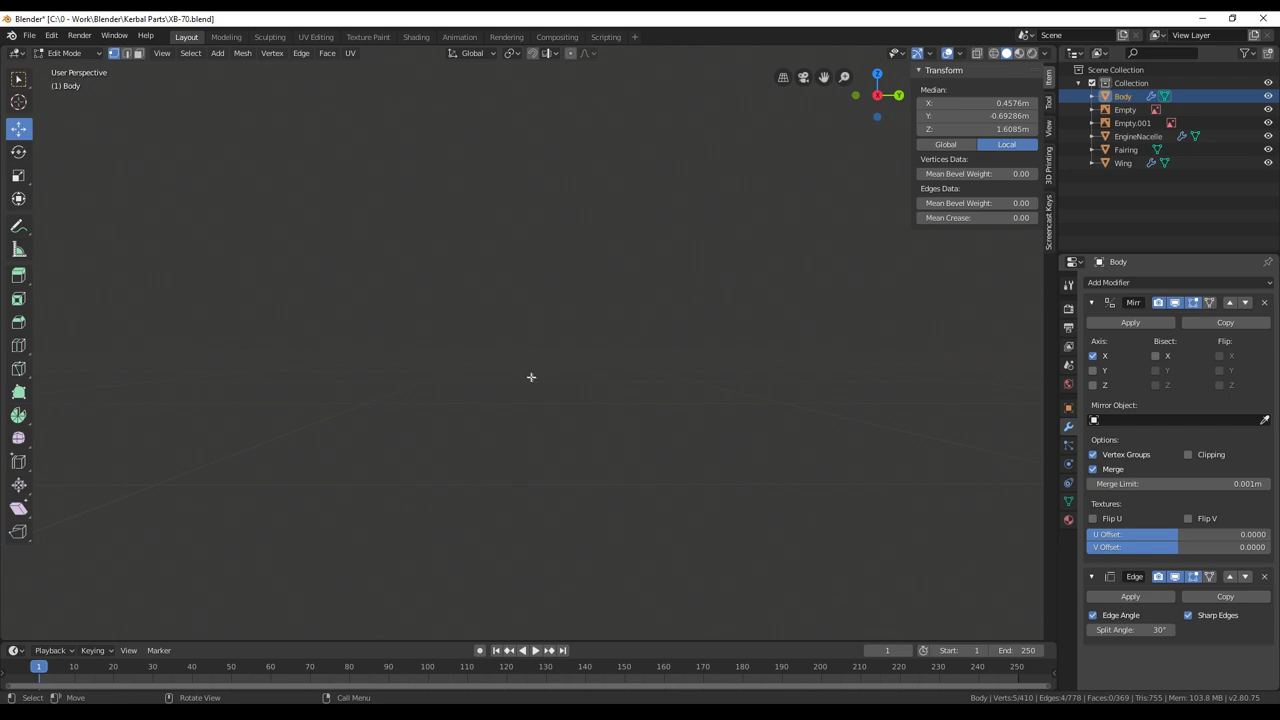 Blender* [C:\0 - Work\Blender\Kerbal Parts\XB-70.blend]
File Edit Render Window Help Layout Modeling Sculpting UV Editing Texture Paint Shading Animation Rendering Compositing Scripting + Scene View Layer
Edit Mode View Select Add Mesh Vertex Edge Face UV Global
User Perspective
(1) Body
Z
Y
X
Transform
Median:
X: 0.4576m
Y: -0.69286m
Z: 1.6085m
Global Local
Vertices Data:
Mean Bevel Weight: 0.00
Edges Data:
Mean Bevel Weight: 0.00
Mean Crease: 0.00
Item
Tool
View
3D Printing
Screencast Keys
Scene Collection
Collection
Body
Empty
Empty.001
EngineNacelle
Fairing
Wing
Body
Add Modifier
Mirr
Apply Copy
Axis: Bisect: Flip:
X X X
Y Y Y
Z Z Z
Mirror Object:
Options:
Vertex Groups Clipping
Merge
Merge Limit: 0.001m
Textures:
Flip U Flip V
U Offset: 0.0000
V Offset: 0.0000
Edge
Apply Copy
Edge Angle Sharp Edges
Split Angle: 30°
Playback Keying View Marker 1 Start: 1 End: 250
1 10 20 30 40 50 60 70 80 90 100 110 120 130 140 150 160 170 180 190 200 210 220 230 240 250
Select Move Rotate View Call Menu Body | Verts:5/410 | Edges:4/778 | Faces:0/369 | Tris:755 | Mem: 103.8 MB | v2.80.75